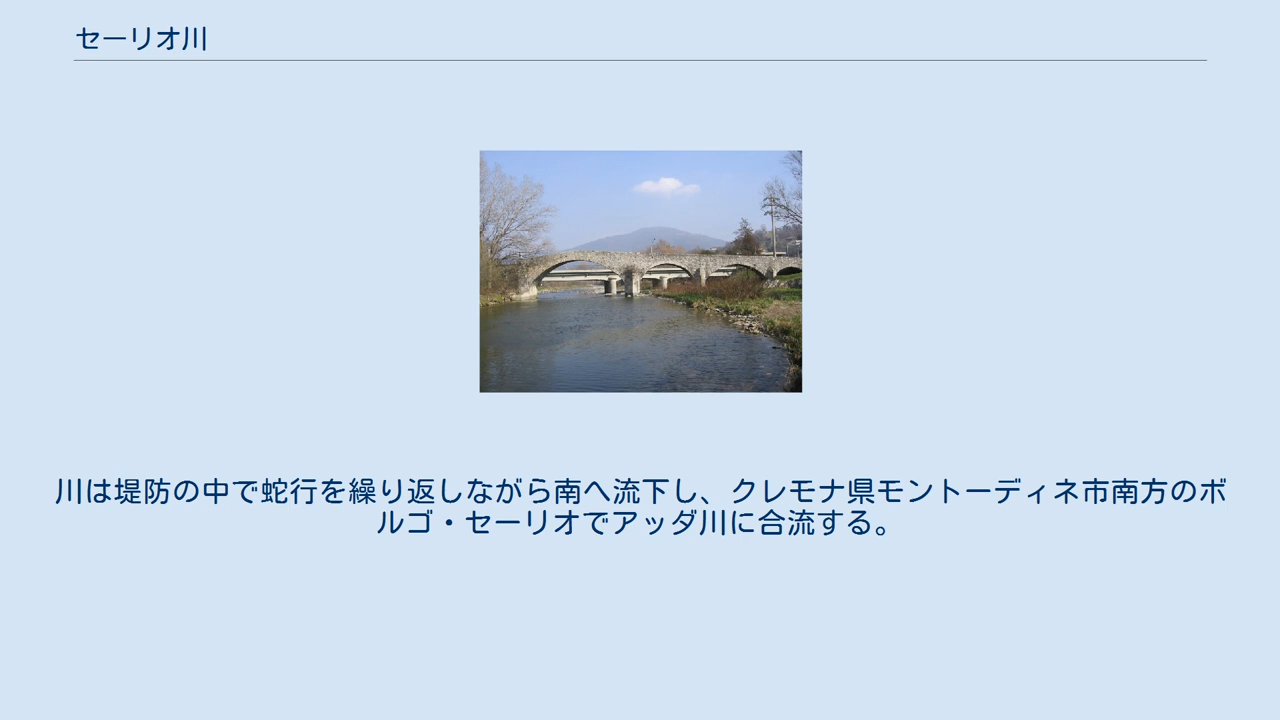 セーリオ川
川は堤防の中で蛇行を繰り返しながら南へ流下し、クレモナ県モントーディネ市南方のボ
ルゴ・セーリオでアッダ川に合流する。